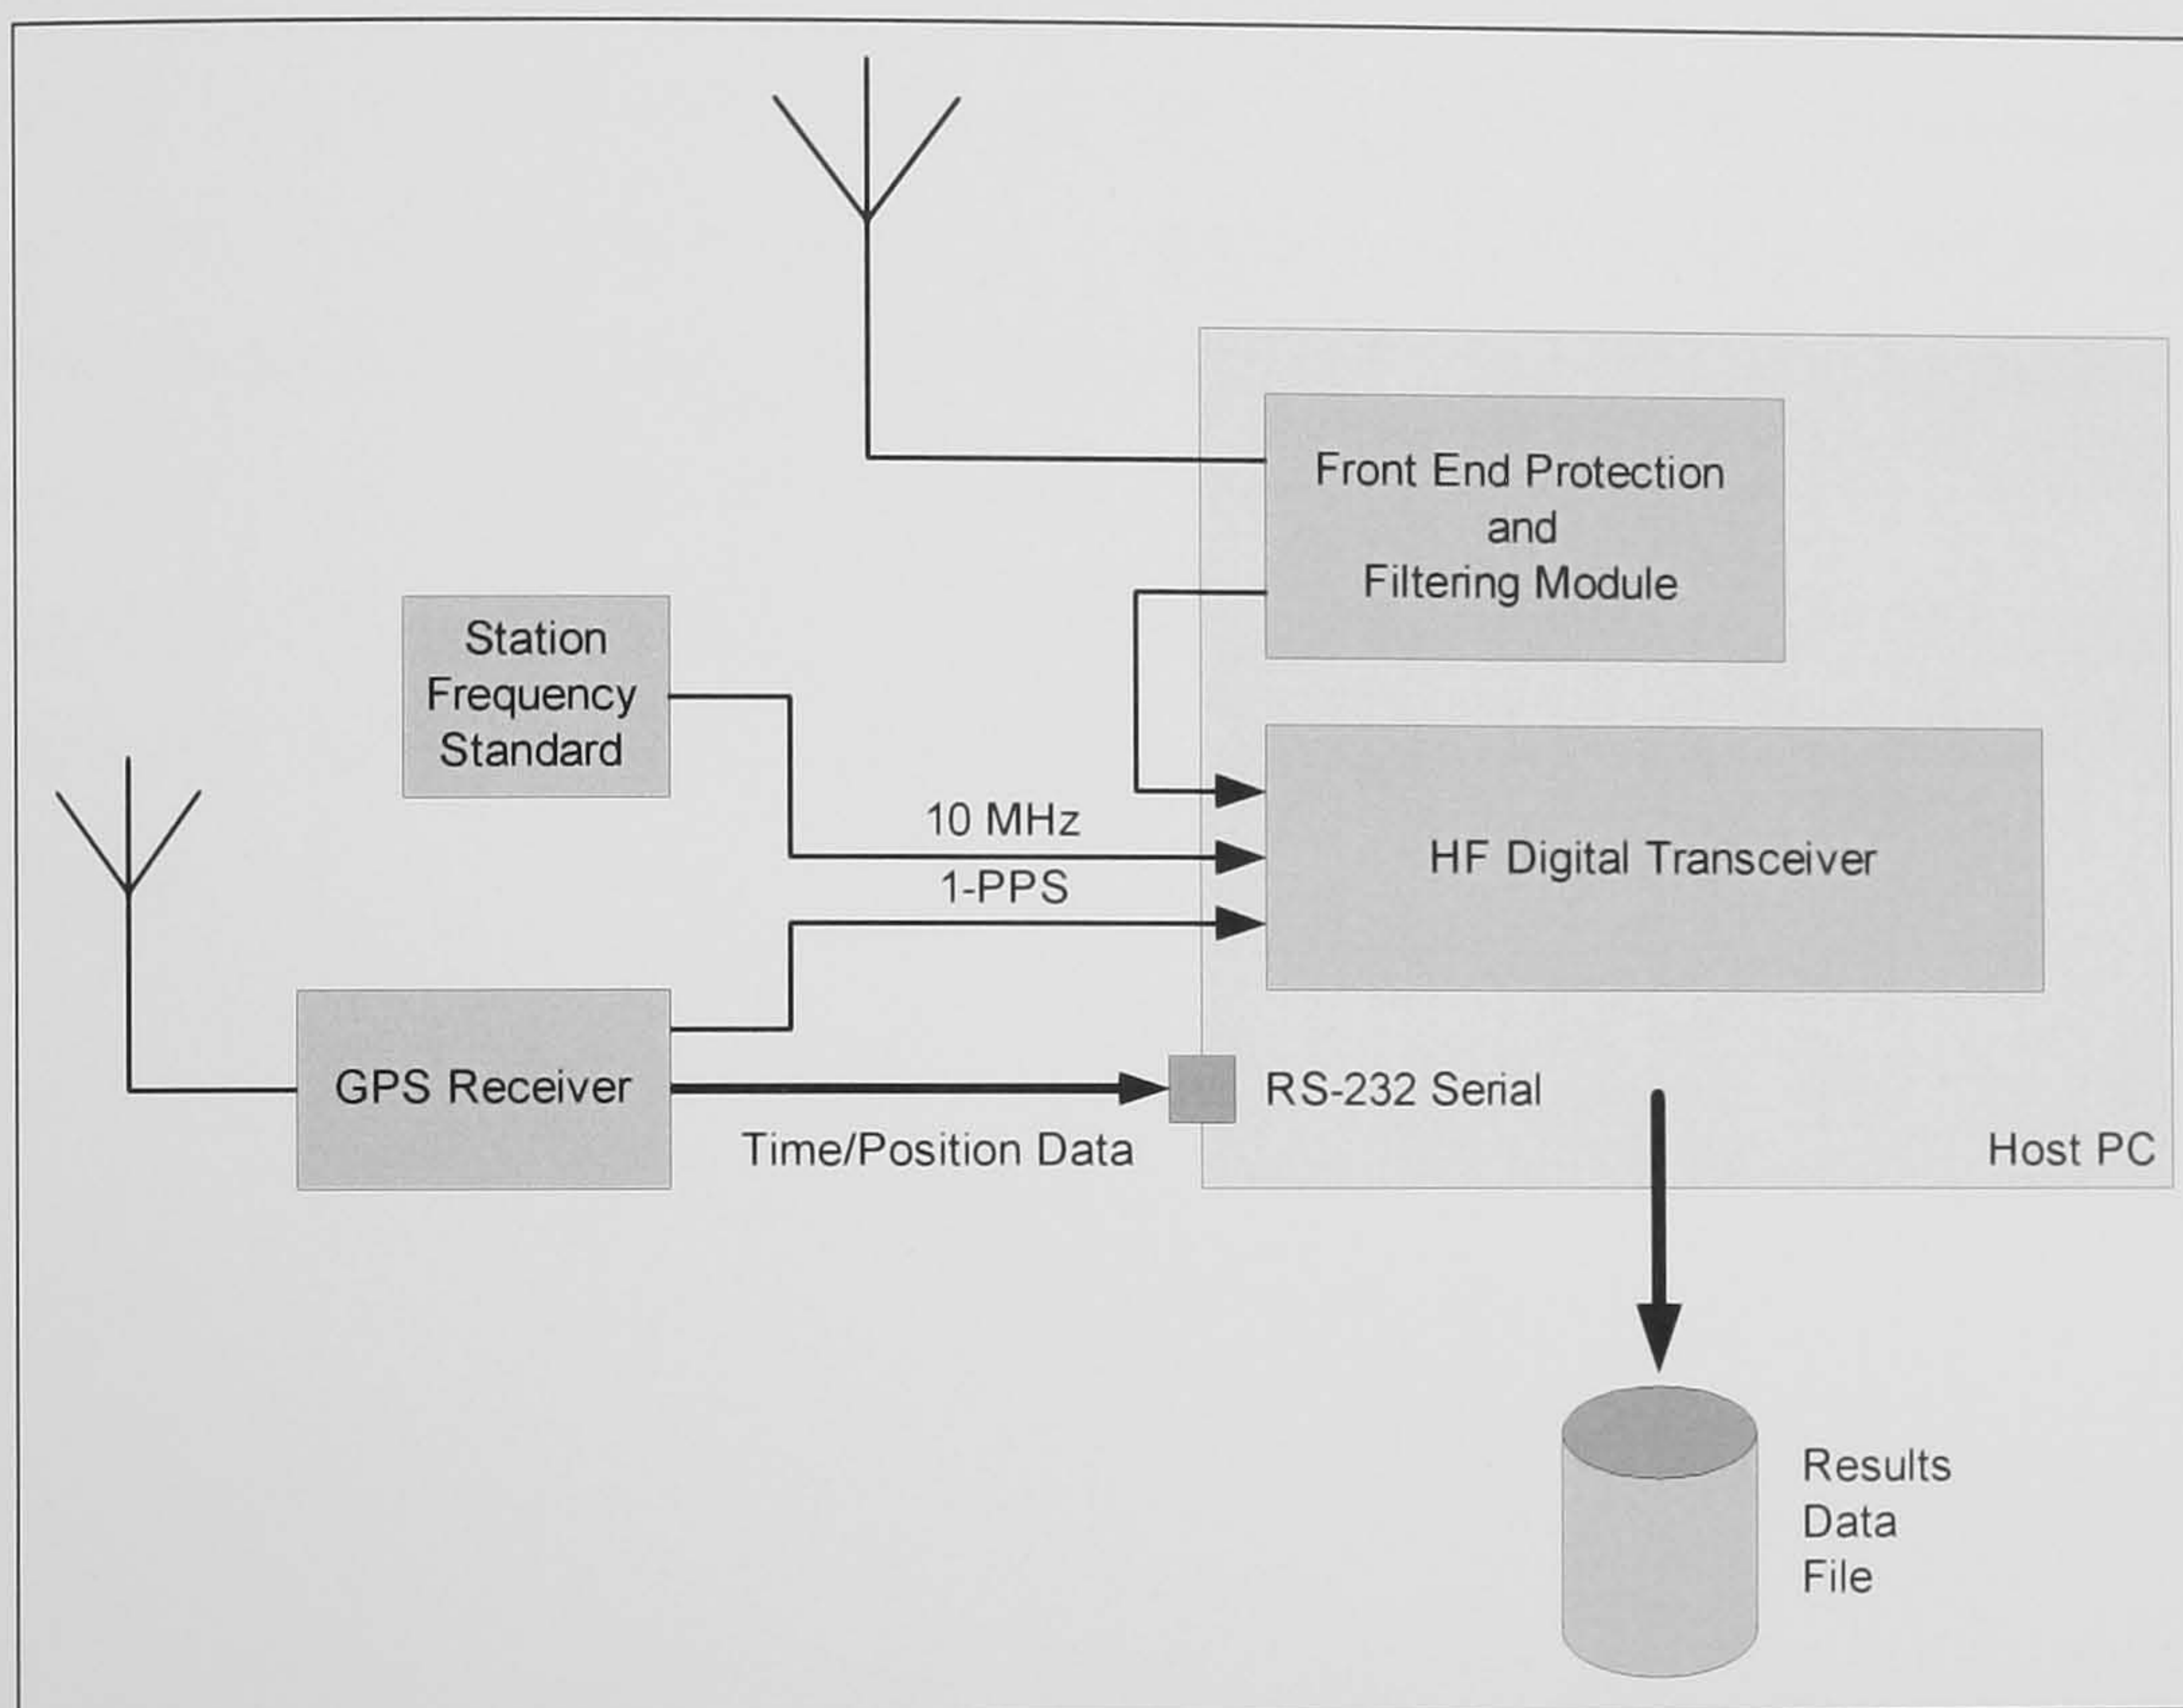 Front End Protection
and
Filtering Module
Station
Frequency
Standard
10 MHz
HF Digital Transceiver
1-PPS
GPS Receiver
RS-232 Serial
Time/Position Data
Host PC
Results
Data
File